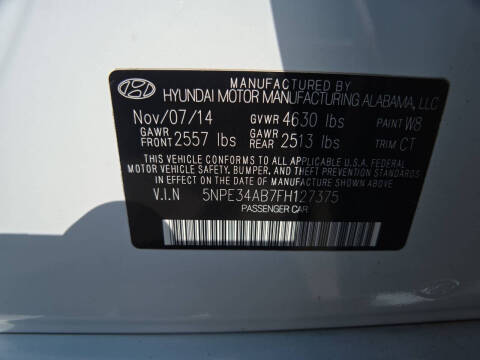 MANUFACTURED BY
HYUNDAI MOTOR MANUFACTURING ALABAMA, LLC
Nov/07/14 GVWR 4630 lbs PAINT W8
GAWR FRONT 2557 lbs GAWR REAR 2513 lbs TRIM CT
THIS VEHICLE CONFORMS TO ALL APPLICABLE U.S.A. FEDERAL
MOTOR VEHICLE SAFETY, BUMPER, AND THEFT PREVENTION STANDARDS
IN EFFECT ON THE DATE OF MANUFACTURE SHOWN ABOVE
V.I.N 5NPE34AB7FH127375
PASSENGER CAR